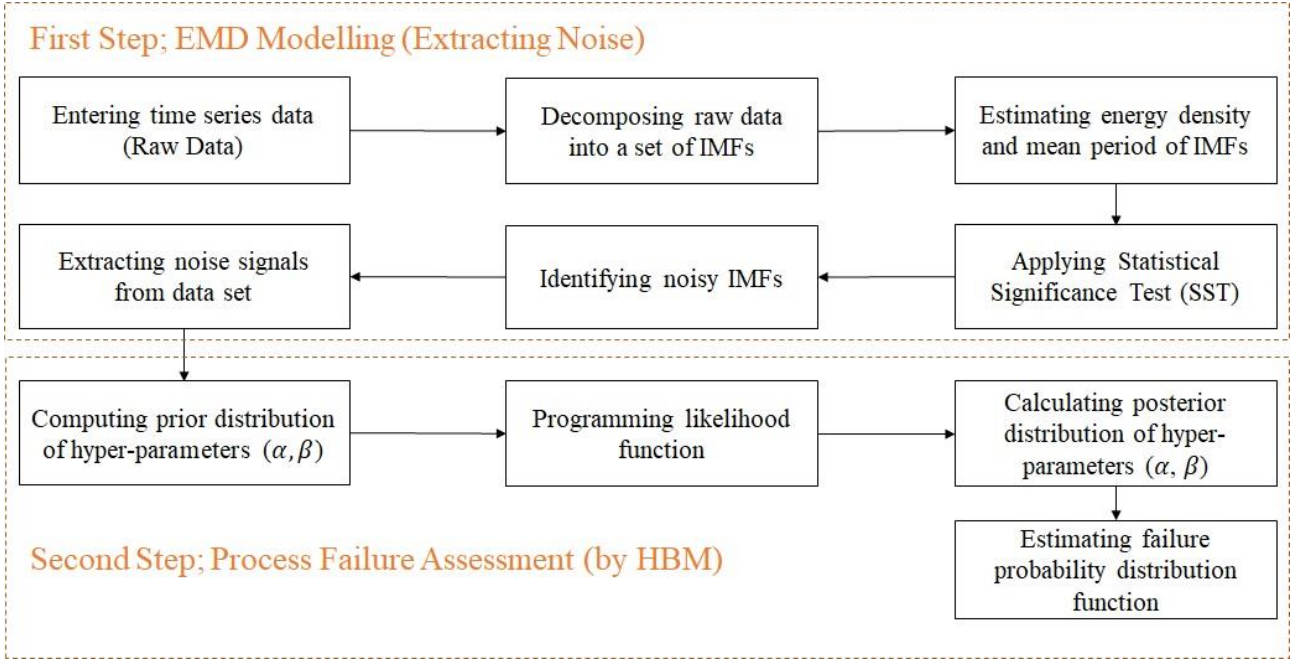 First Step; EMD Modelling (Extracting Noise)
Entering time series data
(Raw Data)
Decomposing raw data
into a set of IMFs
Estimating energy density
and mean period of IMFs
Applying Statistical
Significance Test (SST)
Identifying noisy IMFs
Extracting noise signals
from data set
Computing prior distribution
of hyper-parameters (α,β)
Programming likelihood
function
Calculating posterior
distribution of hyper-
parameters (α, β)
Estimating failure
probability distribution
function
Second Step; Process Failure Assessment (by HBM)